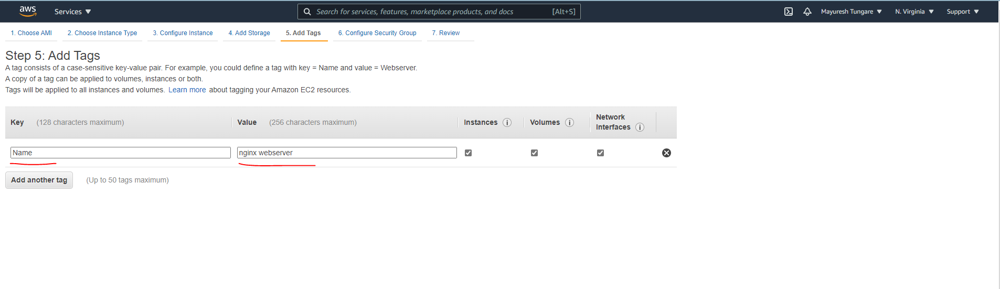 aws Services Search for services, features, marketplace products, and docs [Alt+S] Mayuresh Tungare N. Virginia Support
1. Choose AMI 2. Choose Instance Type 3. Configure Instance 4. Add Storage 5. Add Tags 6. Configure Security Group 7. Review
Step 5: Add Tags
A tag consists of a case-sensitive key-value pair. For example, you could define a tag with key = Name and value = Webserver.
A copy of a tag can be applied to volumes, instances or both.
Tags will be applied to all instances and volumes. Learn more about tagging your Amazon EC2 resources.
Key (128 characters maximum) Value (256 characters maximum) Instances Volumes Network
Interfaces
Name nginx webserver
Add another tag (Up to 50 tags maximum)